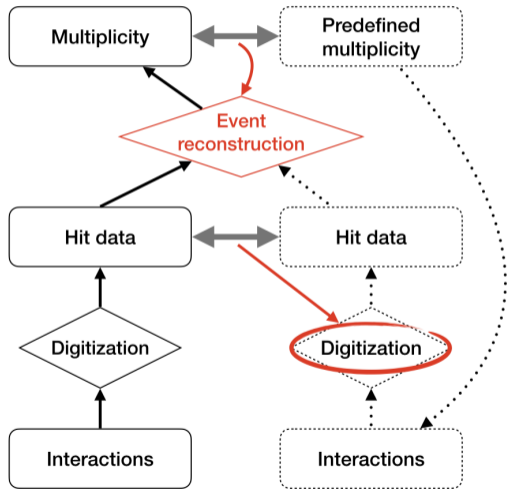 Multiplicity
Predefined
multiplicity
Event
reconstruction
Hit data
Hit data
Digitization
Digitization
Interactions
Interactions